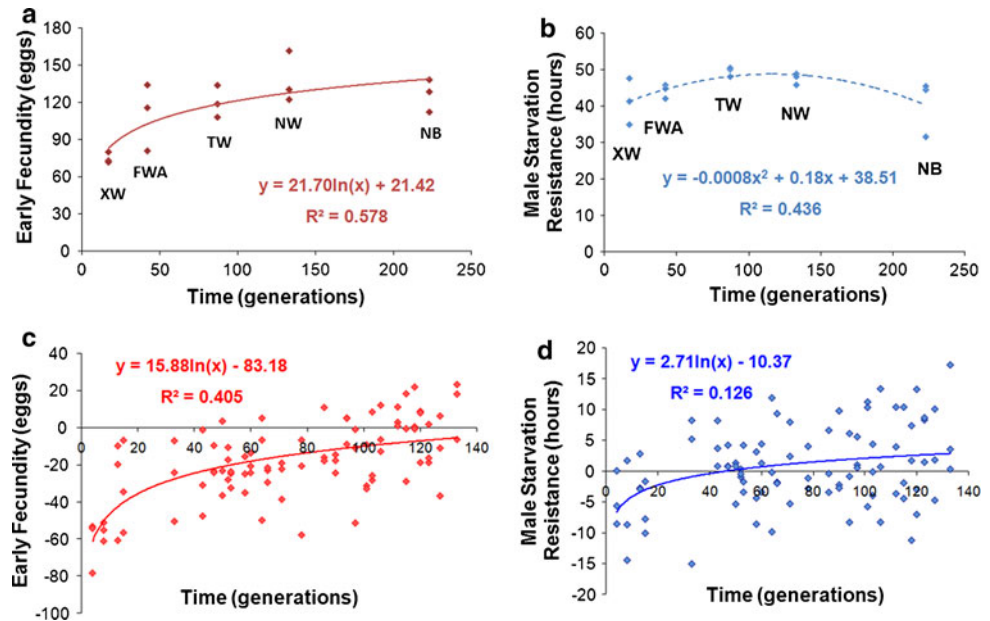 a
Early Fecundity (eggs)
180
150
120
90
60
30
0
XW
FWA
TW
NW
NB
y = 21.70ln(x) + 21.42
R² = 0.578
0 50 100 150 200 250
Time (generations)
b
Male Starvation
Resistance (hours)
60
50
40
30
20
10
0
XW
FWA
TW
NW
NB
y = -0.0008x² + 0.18x + 38.51
R² = 0.436
0 50 100 150 200 250
Time (generations)
c
Early Fecundity (eggs)
40
20
0
-20
-40
-60
-80
-100
y = 15.88ln(x) - 83.18
R² = 0.405
0 20 40 60 80 100 120 140
Time (generations)
d
Male Starvation
Resistance (hours)
20
15
10
5
0
-5
-10
-15
-20
y = 2.71ln(x) - 10.37
R² = 0.126
0 20 40 60 80 100 120 140
Time (generations)